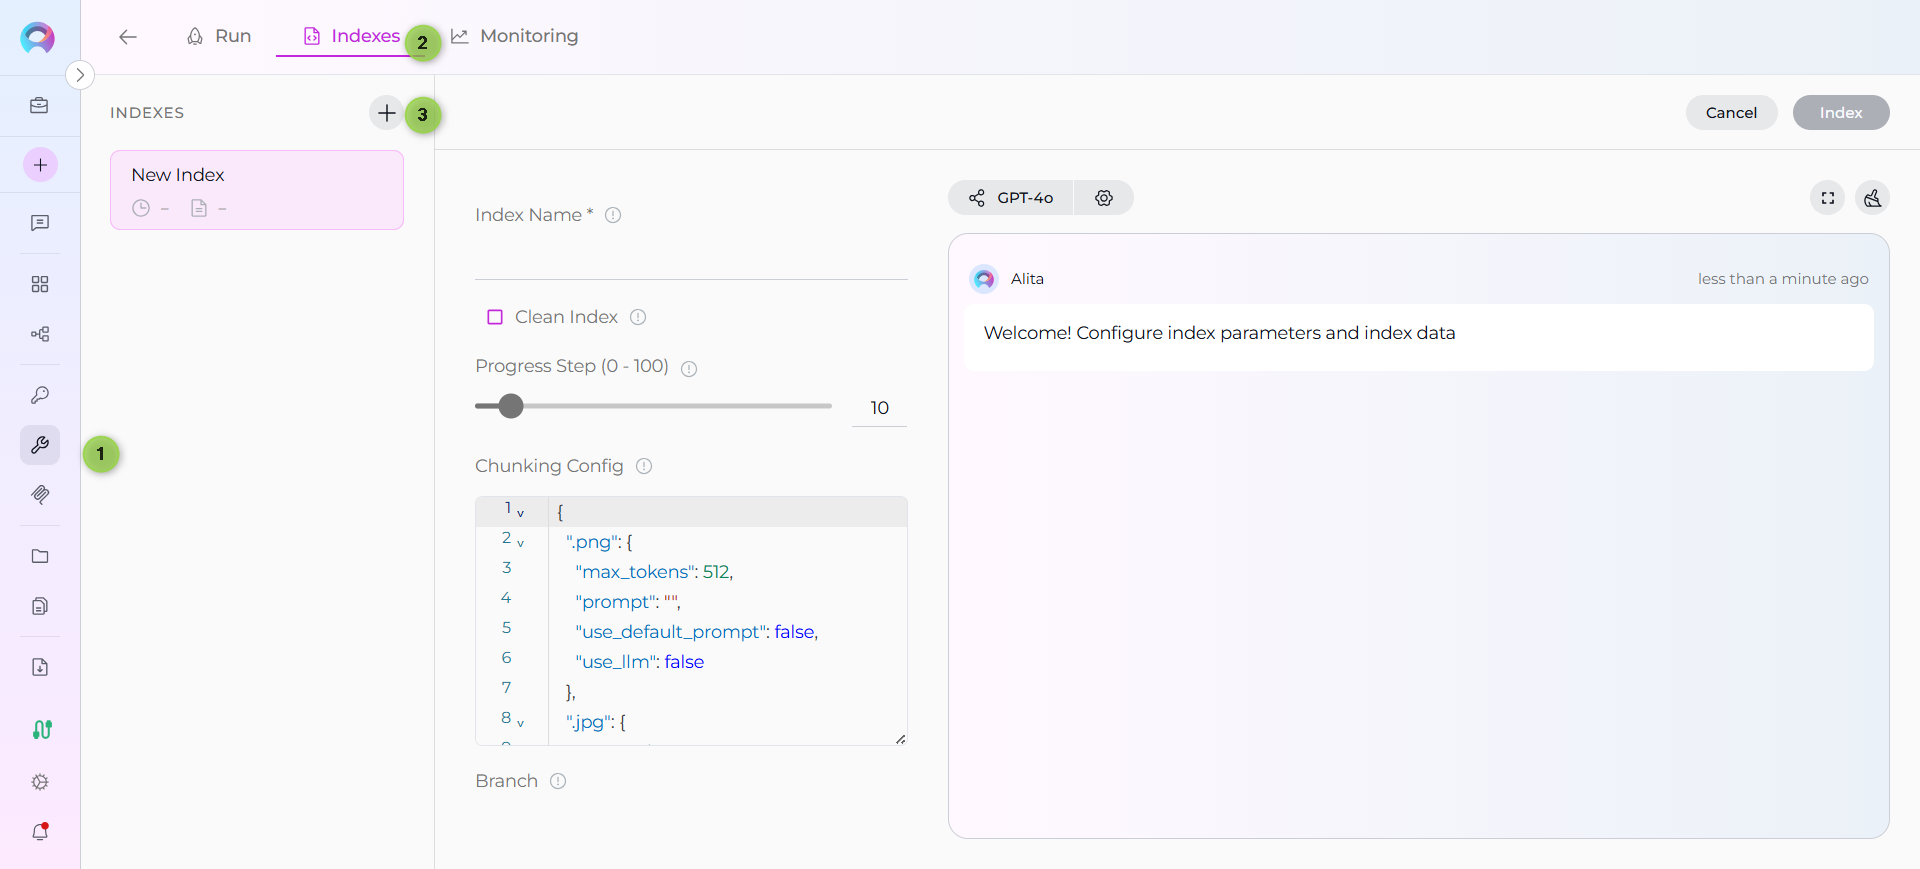 Run
Indexes
2
Monitoring
INDEXES
3
Cancel
Index
New Index
–
–
Index Name *
GPT-4o
Alita
less than a minute ago
Welcome! Configure index parameters and index data
Clean Index
Progress Step (0 - 100)
10
1
Chunking Config
1 {
2 ".png": {
3 "max_tokens": 512,
4 "prompt": "",
5 "use_default_prompt": false,
6 "use_llm": false
7 },
8 ".jpg": {
Branch